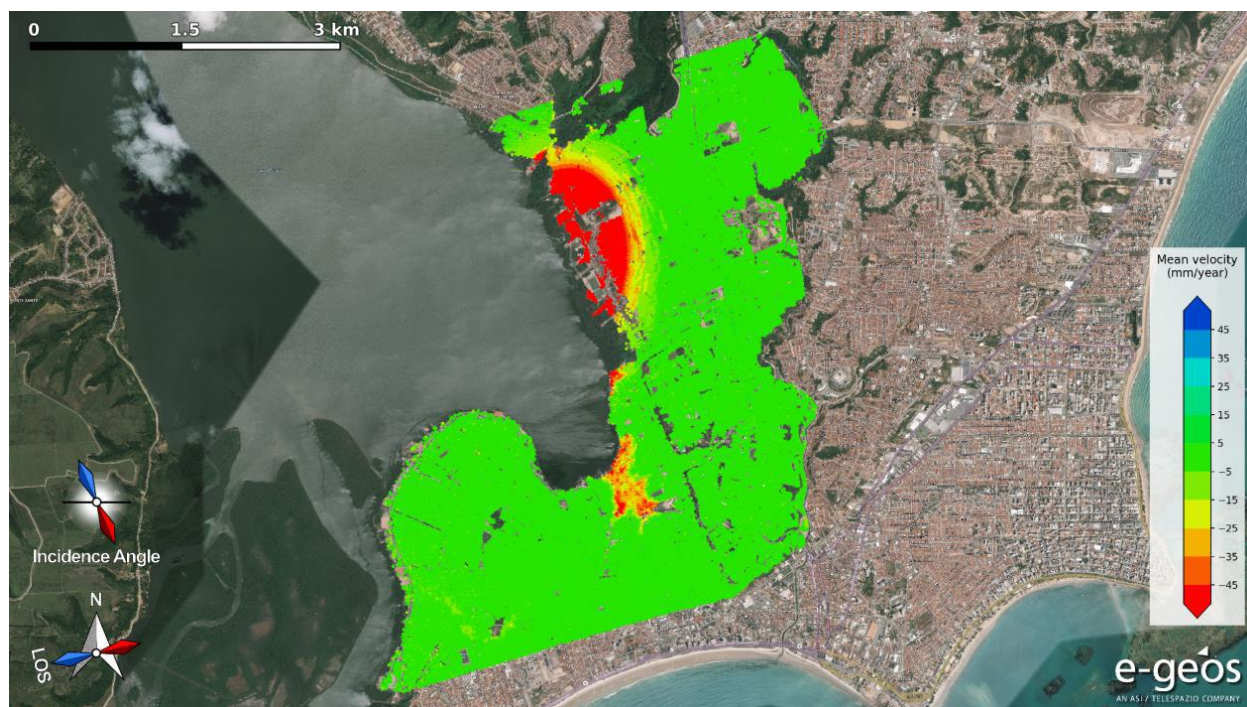 0 1.5 3 km
Mean velocity
(mm/year)
45
35
25
15
5
−5
−15
−25
−35
−45
Incidence Angle
N
LOS
e-geos
AN ASI / TELESPAZIO COMPANY